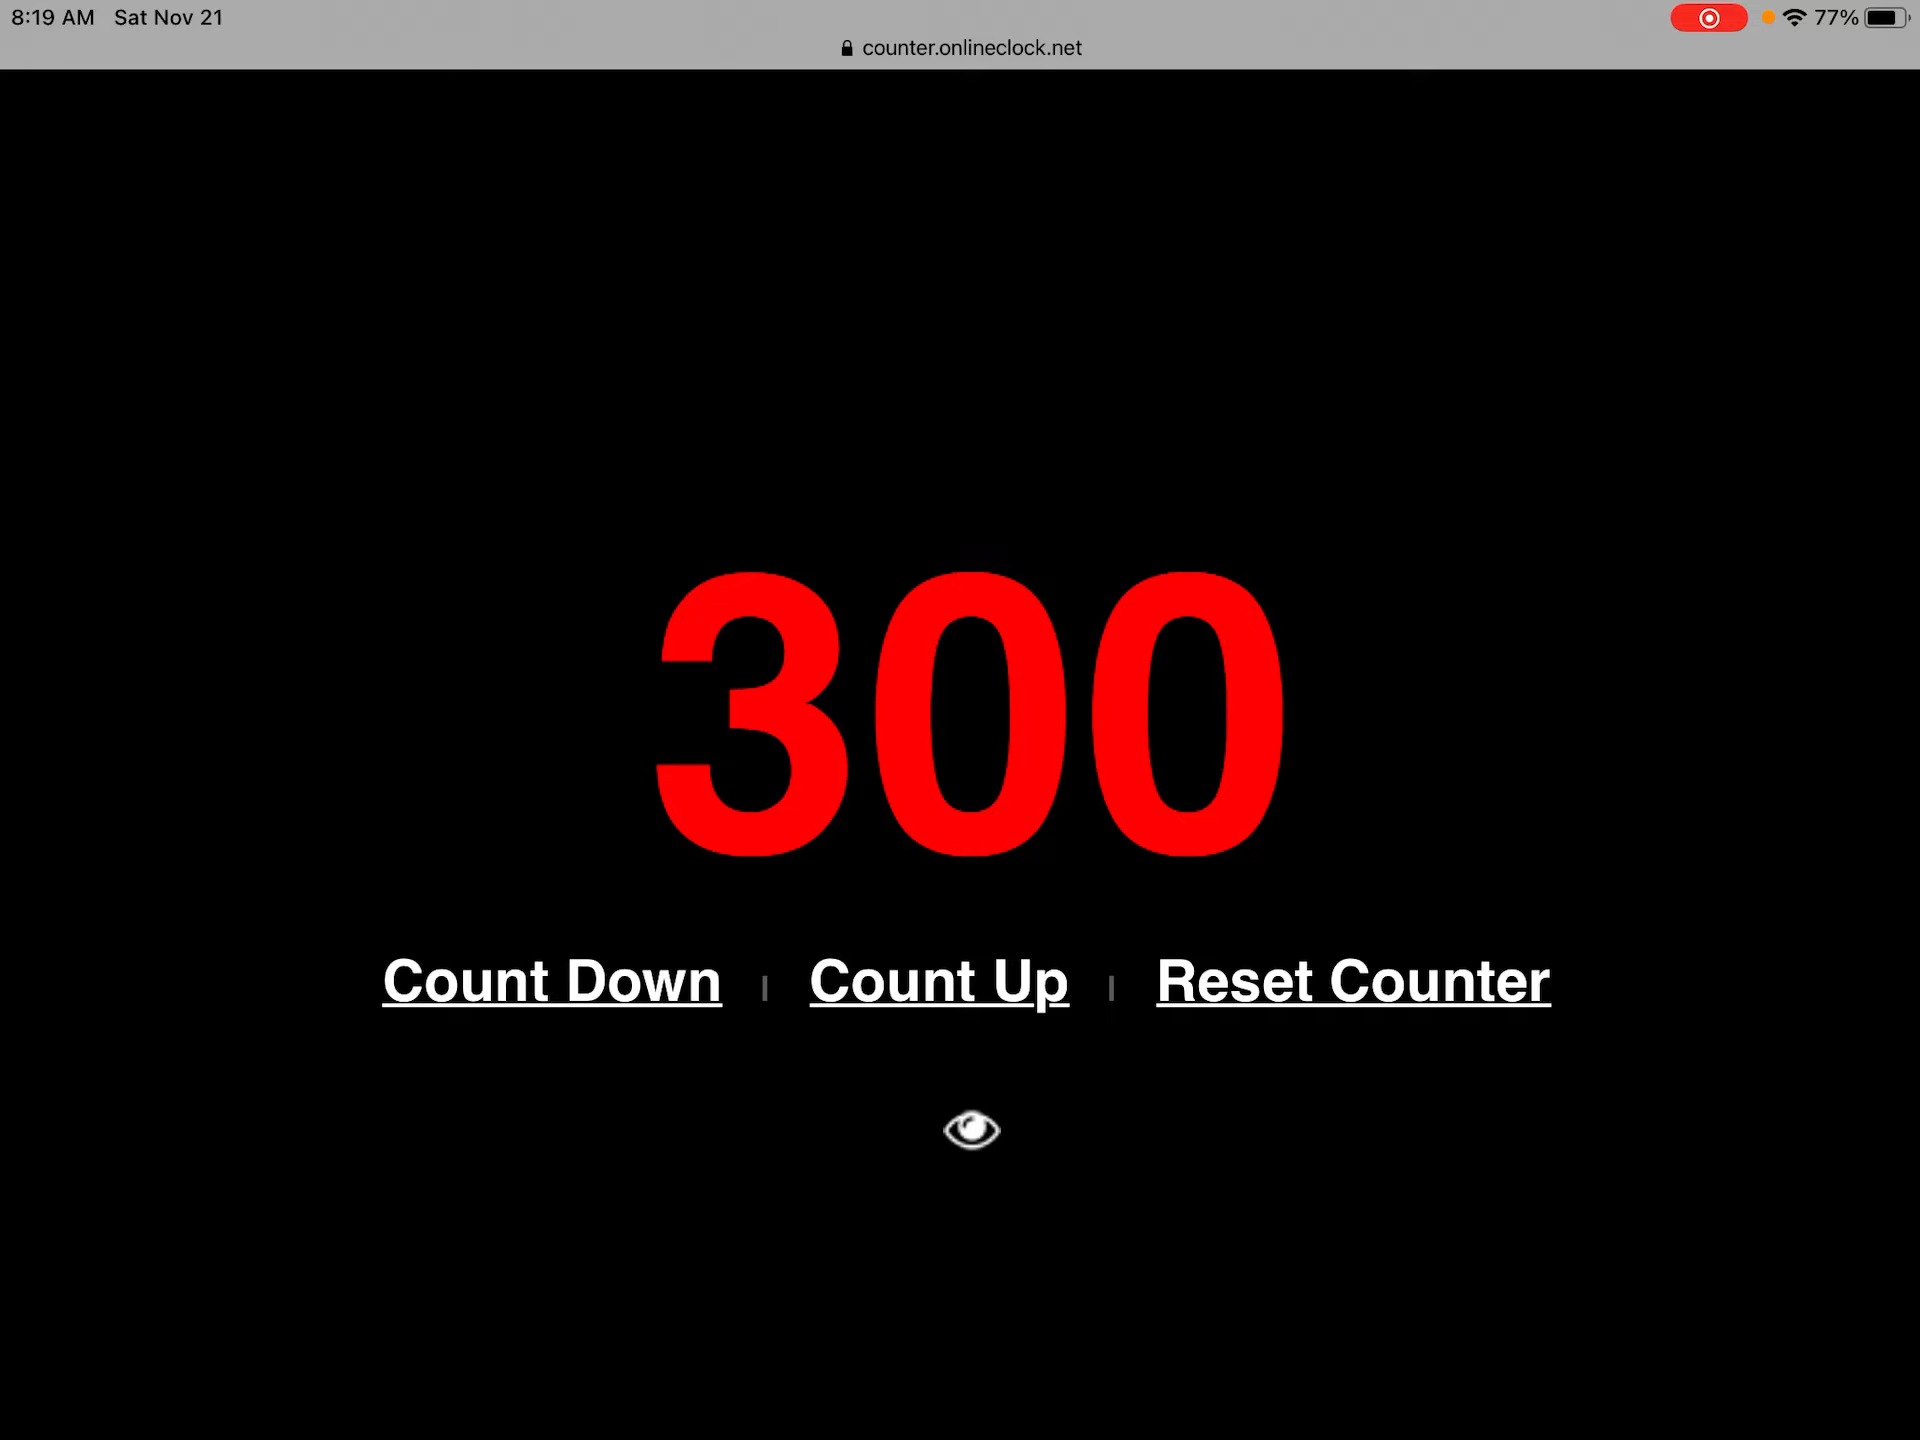 8:19 AM Sat Nov 21 77%
counter.onlineclock.net
300
Count Down | Count Up | Reset Counter